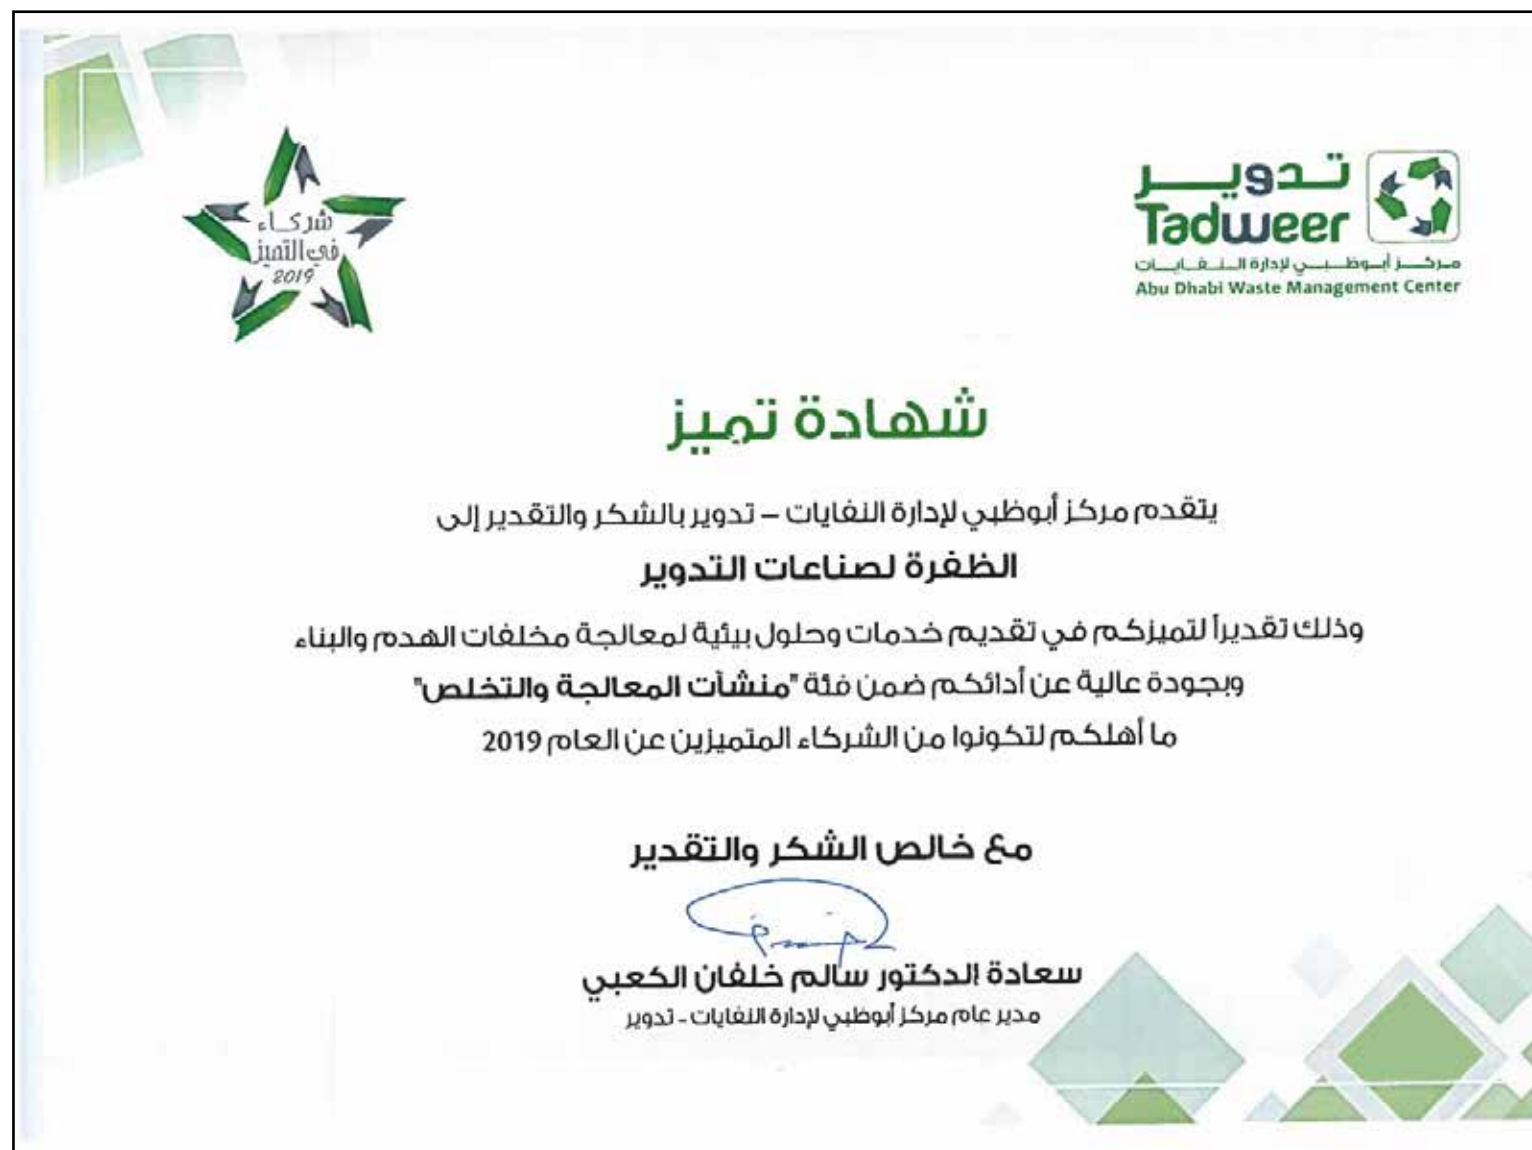 شركاء
في التميز
2019
تدوير
Tadweer
مركز أبوظبي لإدارة النفايات
Abu Dhabi Waste Management Center
شهادة تميز
يتقدم مركز أبوظبي لإدارة النفايات – تدوير بالشكر والتقدير إلى
الظفرة لصناعات التدوير
وذلك تقديراً لتميزكم في تقديم خدمات وحلول بيئية لمعالجة مخلفات الهدم والبناء
وبجودة عالية عن أدائكم ضمن فئة "منشآت المعالجة والتخلص"
ما أهلكم لتكونوا من الشركاء المتميزين عن العام 2019
مع خالص الشكر والتقدير
سعادة الدكتور سالم خلفان الكعبي
مدير عام مركز أبوظبي لإدارة النفايات - تدوير